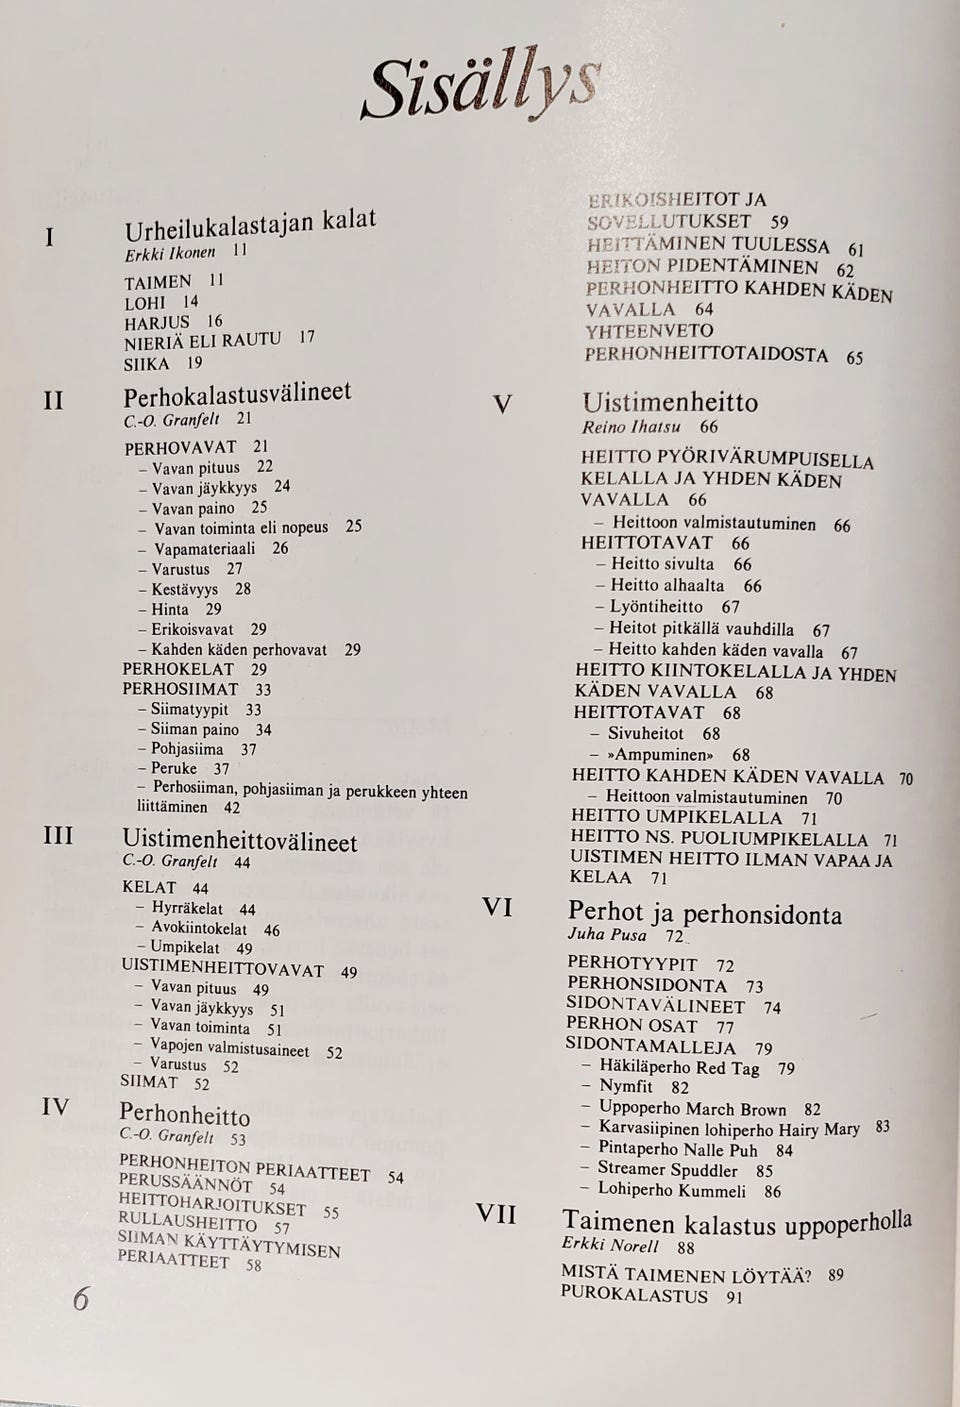 Sisällys
I Urheilukalastajan kalat
Erkki Ikonen 11
TAIMEN 11
LOHI 14
HARJUS 16
NIERIÄ ELI RAUTU 17
SIIKA 19
II Perhokalastusvälineet
C.-O. Granfelt 21
PERHOVAVAT 21
– Vavan pituus 22
– Vavan jäykkyys 24
– Vavan paino 25
– Vavan toiminta eli nopeus 25
– Vapamateriaali 26
– Varustus 27
– Kestävyys 28
– Hinta 29
– Erikoisvavat 29
– Kahden käden perhovavat 29
PERHOKELAT 29
PERHOSIIMAT 33
– Siimatyypit 33
– Siiman paino 34
– Pohjasiima 37
– Peruke 37
– Perhosiiman, pohjasiiman ja perukkeen yhteen
liittäminen 42
III Uistimenheittovälineet
C.-O. Granfelt 44
KELAT 44
– Hyrräkelat 44
– Avokiintokelat 46
– Umpikelat 49
UISTIMENHEITTOVAVAT 49
– Vavan pituus 49
– Vavan jäykkyys 51
– Vavan toiminta 51
– Vapojen valmistusaineet 52
– Varustus 52
SIIMAT 52
IV Perhonheitto
C.-O. Granfelt 53
PERHONHEITON PERIAATTEET 54
PERUSSÄÄNNÖT 54
HEITTOHARJOITUKSET 55
RULLAUSHEITTO 57
SIIMAN KÄYTTÄYTYMISEN
PERIAATTEET 58
6
ERIKOISHEITOT JA
SOVELLUTUKSET 59
HEITTÄMINEN TUULESSA 61
HEITON PIDENTÄMINEN 62
PERHONHEITTO KAHDEN KÄDEN
VAVALLA 64
YHTEENVETO
PERHONHEITTOTAIDOSTA 65
V Uistimenheitto
Reino Ihatsu 66
HEITTO PYÖRIVÄRUMPUISELLA
KELALLA JA YHDEN KÄDEN
VAVALLA 66
– Heittoon valmistautuminen 66
HEITTOTAVAT 66
– Heitto sivulta 66
– Heitto alhaalta 66
– Lyöntiheitto 67
– Heitot pitkällä vauhdilla 67
– Heitto kahden käden vavalla 67
HEITTO KIINTOKELALLA JA YHDEN
KÄDEN VAVALLA 68
HEITTOTAVAT 68
– Sivuheitot 68
– »Ampuminen» 68
HEITTO KAHDEN KÄDEN VAVALLA 70
– Heittoon valmistautuminen 70
HEITTO UMPIKELALLA 71
HEITTO NS. PUOLIUMPIKELALLA 71
UISTIMEN HEITTO ILMAN VAPAA JA
KELAA 71
VI Perhot ja perhonsidonta
Juha Pusa 72
PERHOTYYPIT 72
PERHONSIDONTA 73
SIDONTAVÄLINEET 74
PERHON OSAT 77
SIDONTAMALLEJA 79
– Häkiläperho Red Tag 79
– Nymfit 82
– Uppoperho March Brown 82
– Karvasiipinen lohiperho Hairy Mary 83
– Pintaperho Nalle Puh 84
– Streamer Spuddler 85
– Lohiperho Kummeli 86
VII Taimenen kalastus uppoperholla
Erkki Norell 88
MISTÄ TAIMENEN LÖYTÄÄ? 89
PUROKALASTUS 91